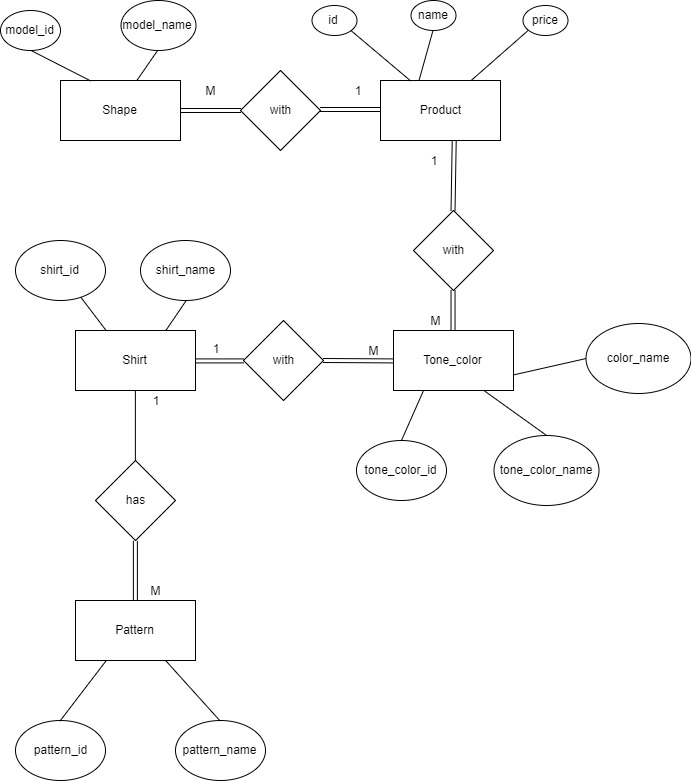 model_id
model_name
id
name
price
Shape
M
with
1
Product
1
with
M
shirt_id
shirt_name
Shirt
1
with
M
Tone_color
color_name
1
tone_color_id
tone_color_name
has
M
Pattern
pattern_id
pattern_name